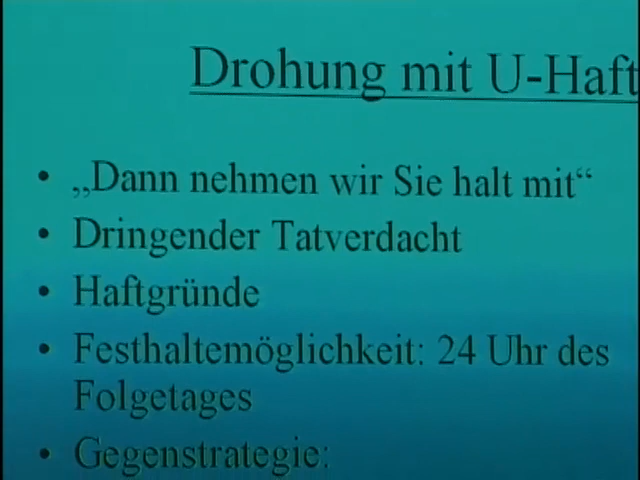 Drohung mit U-Haft
• „Dann nehmen wir Sie halt mit“
• Dringender Tatverdacht
• Haftgründe
• Festhaltemöglichkeit: 24 Uhr des
Folgetages
• Gegenstrategie: